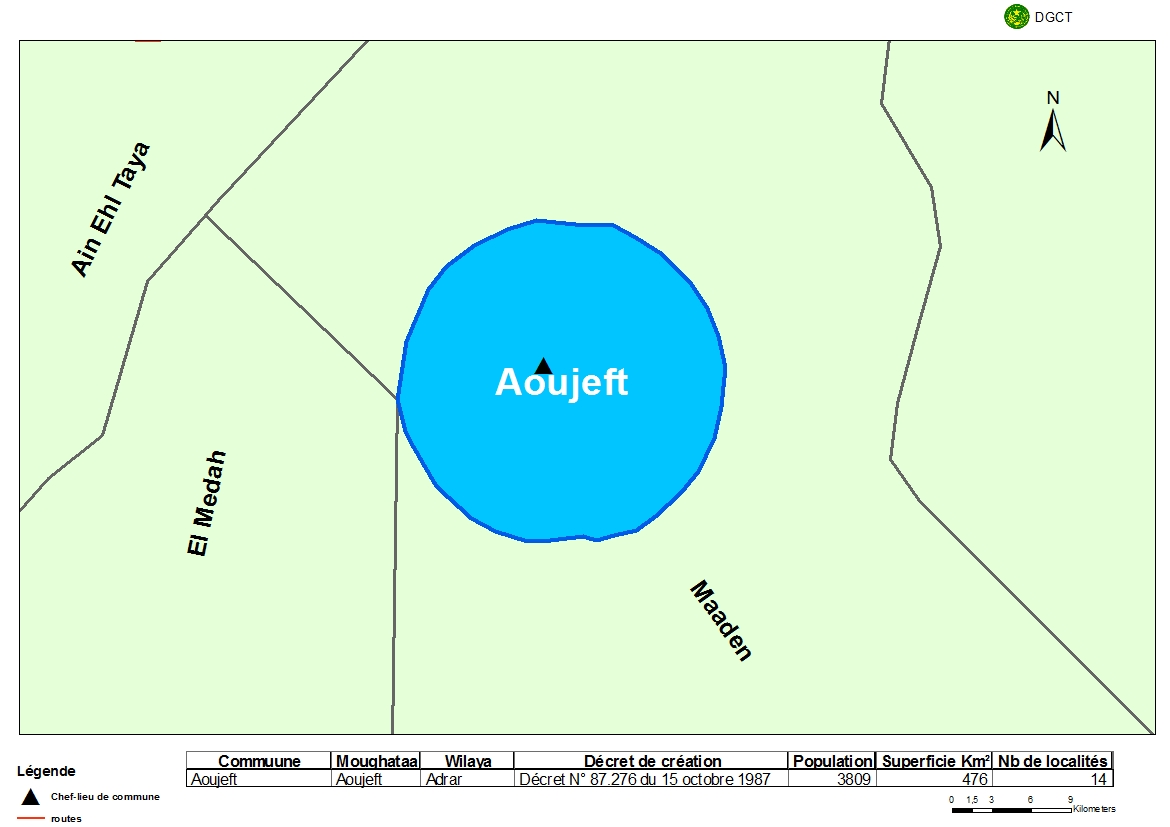 DGCT
N
Ain Ehl Taya
Aoujeft
El Medah
Maaden
Commuune Moughataa Wilaya Décret de création Population Superficie Km² Nb de localités
Aoujeft Aoujeft Adrar Décret N° 87.276 du 15 octobre 1987 3809 476 14
Légende
Chef-lieu de commune
routes
0 1,5 3 6 9
Kilometers